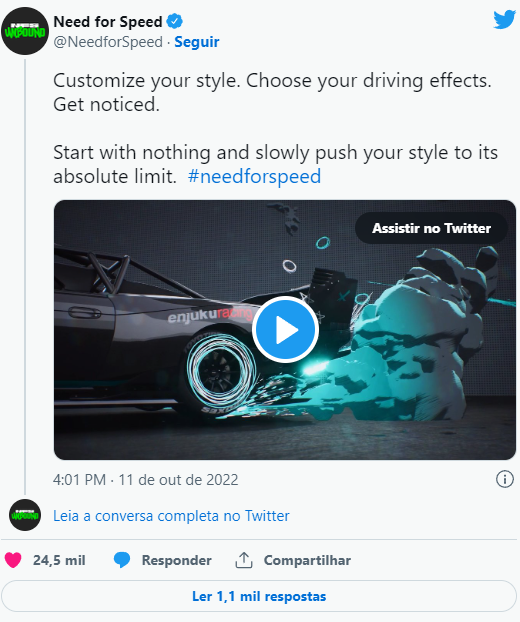 Need for Speed
@NeedforSpeed · Seguir
Customize your style. Choose your driving effects.
Get noticed.
Start with nothing and slowly push your style to its
absolute limit. #needforspeed
Assistir no Twitter
enjukuracing
4:01 PM · 11 de out de 2022
Leia a conversa completa no Twitter
24,5 mil Responder Compartilhar
Ler 1,1 mil respostas